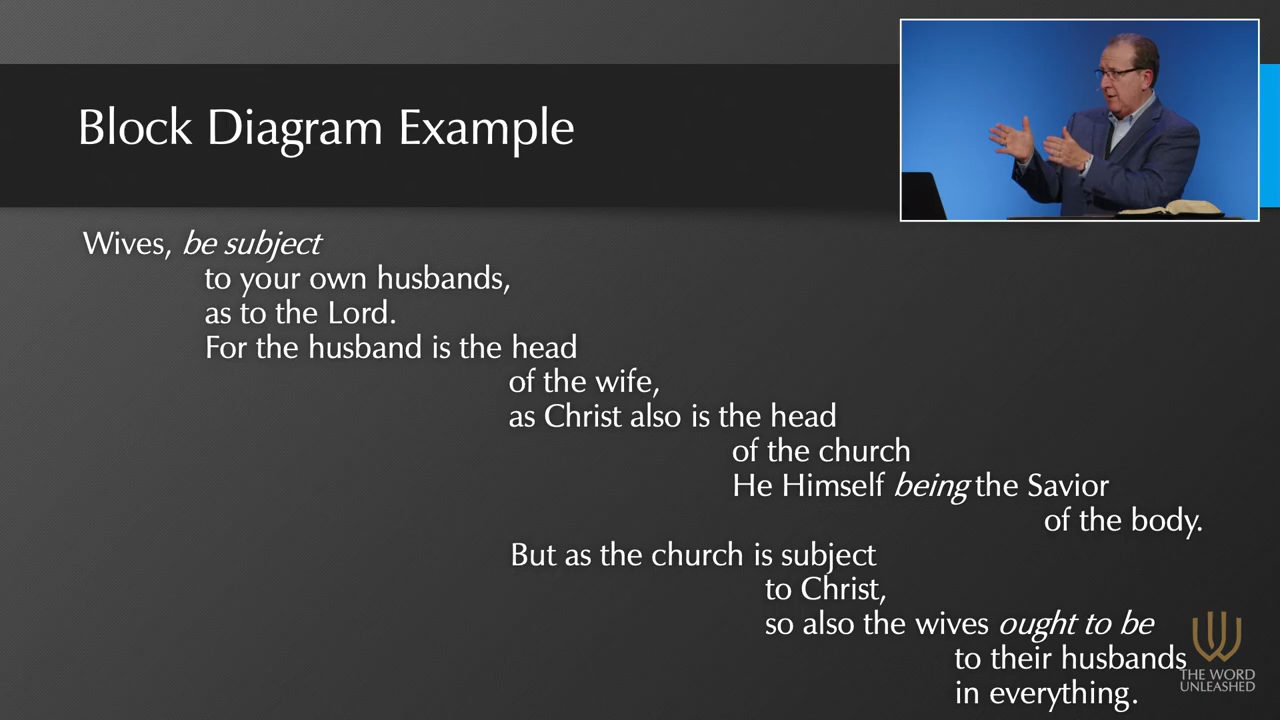 Block Diagram Example
Wives, be subject
to your own husbands,
as to the Lord.
For the husband is the head
of the wife,
as Christ also is the head
of the church
He Himself being the Savior
of the body.
But as the church is subject
to Christ,
so also the wives ought to be
to their husbands
in everything.
THE WORD
UNLEASHED